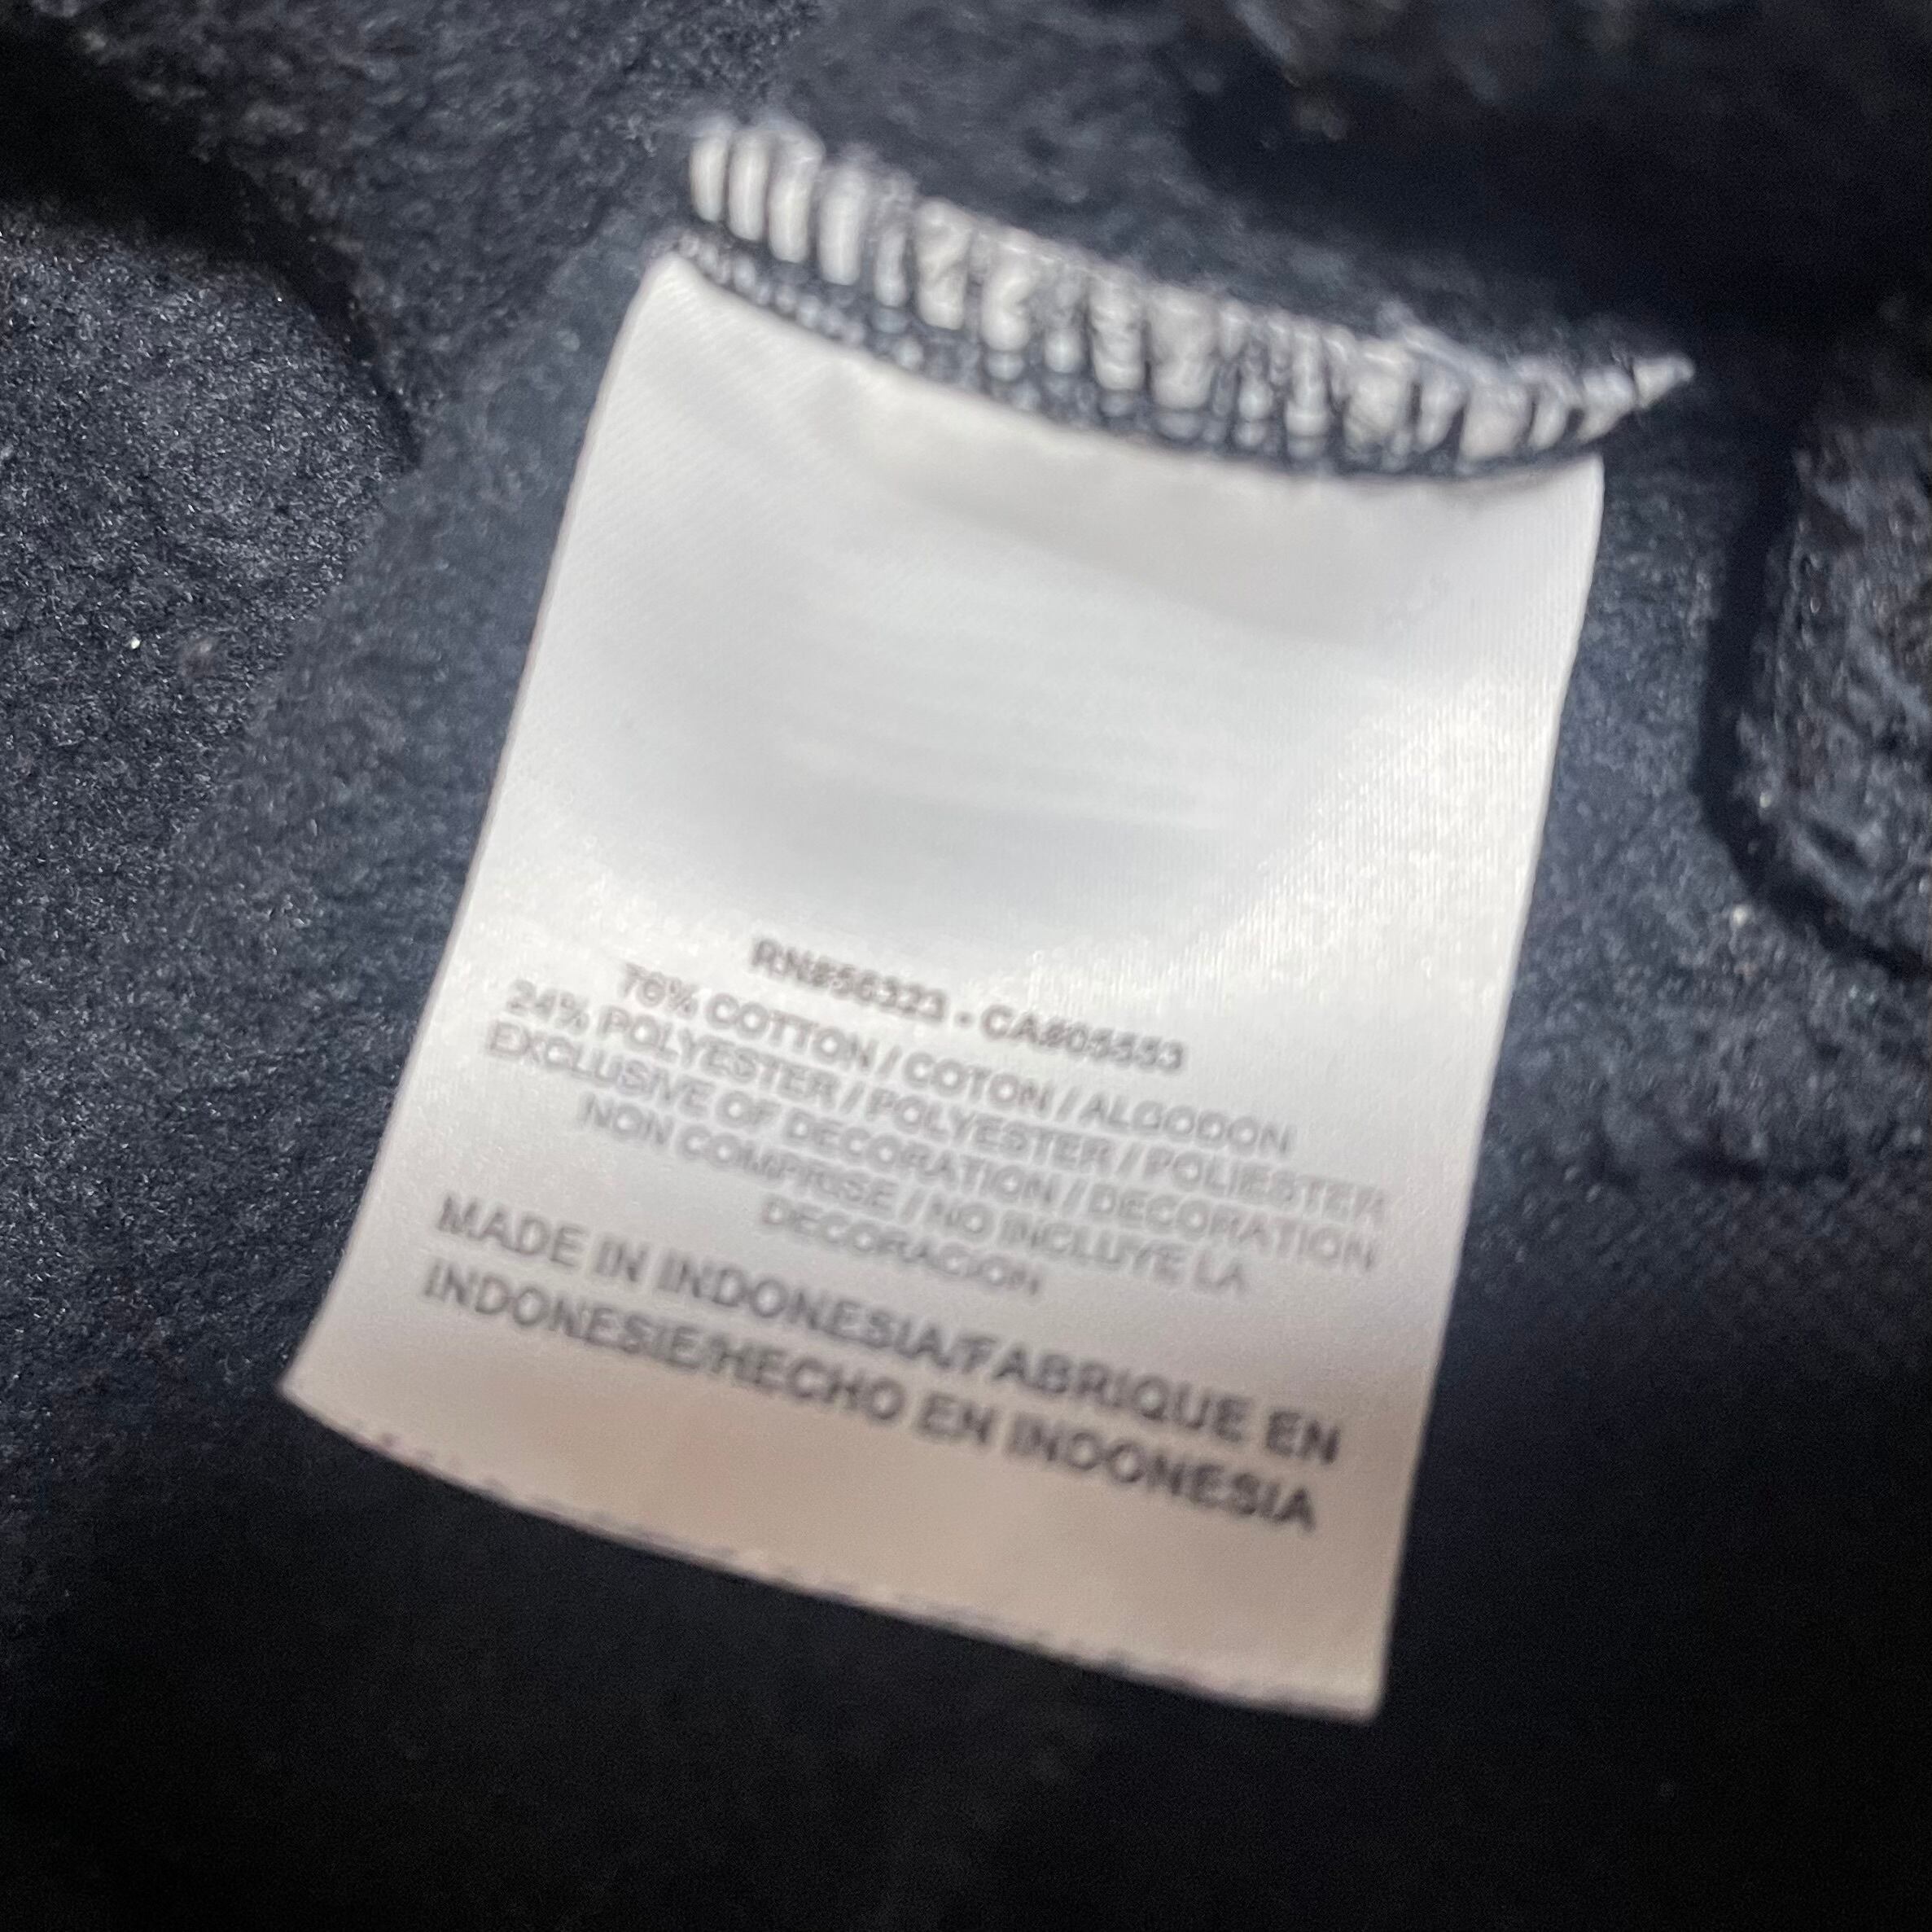 RN#56323 - CA#05553
76% COTTON / COTON / ALGODON
24% POLYESTER / POLYESTER / POLIESTER
EXCLUSIVE OF DECORATION / DECORATION
NON COMPRISE / NO INCLUYE LA
DECORACION
MADE IN INDONESIA/FABRIQUE EN
INDONESIE/HECHO EN INDONESIA